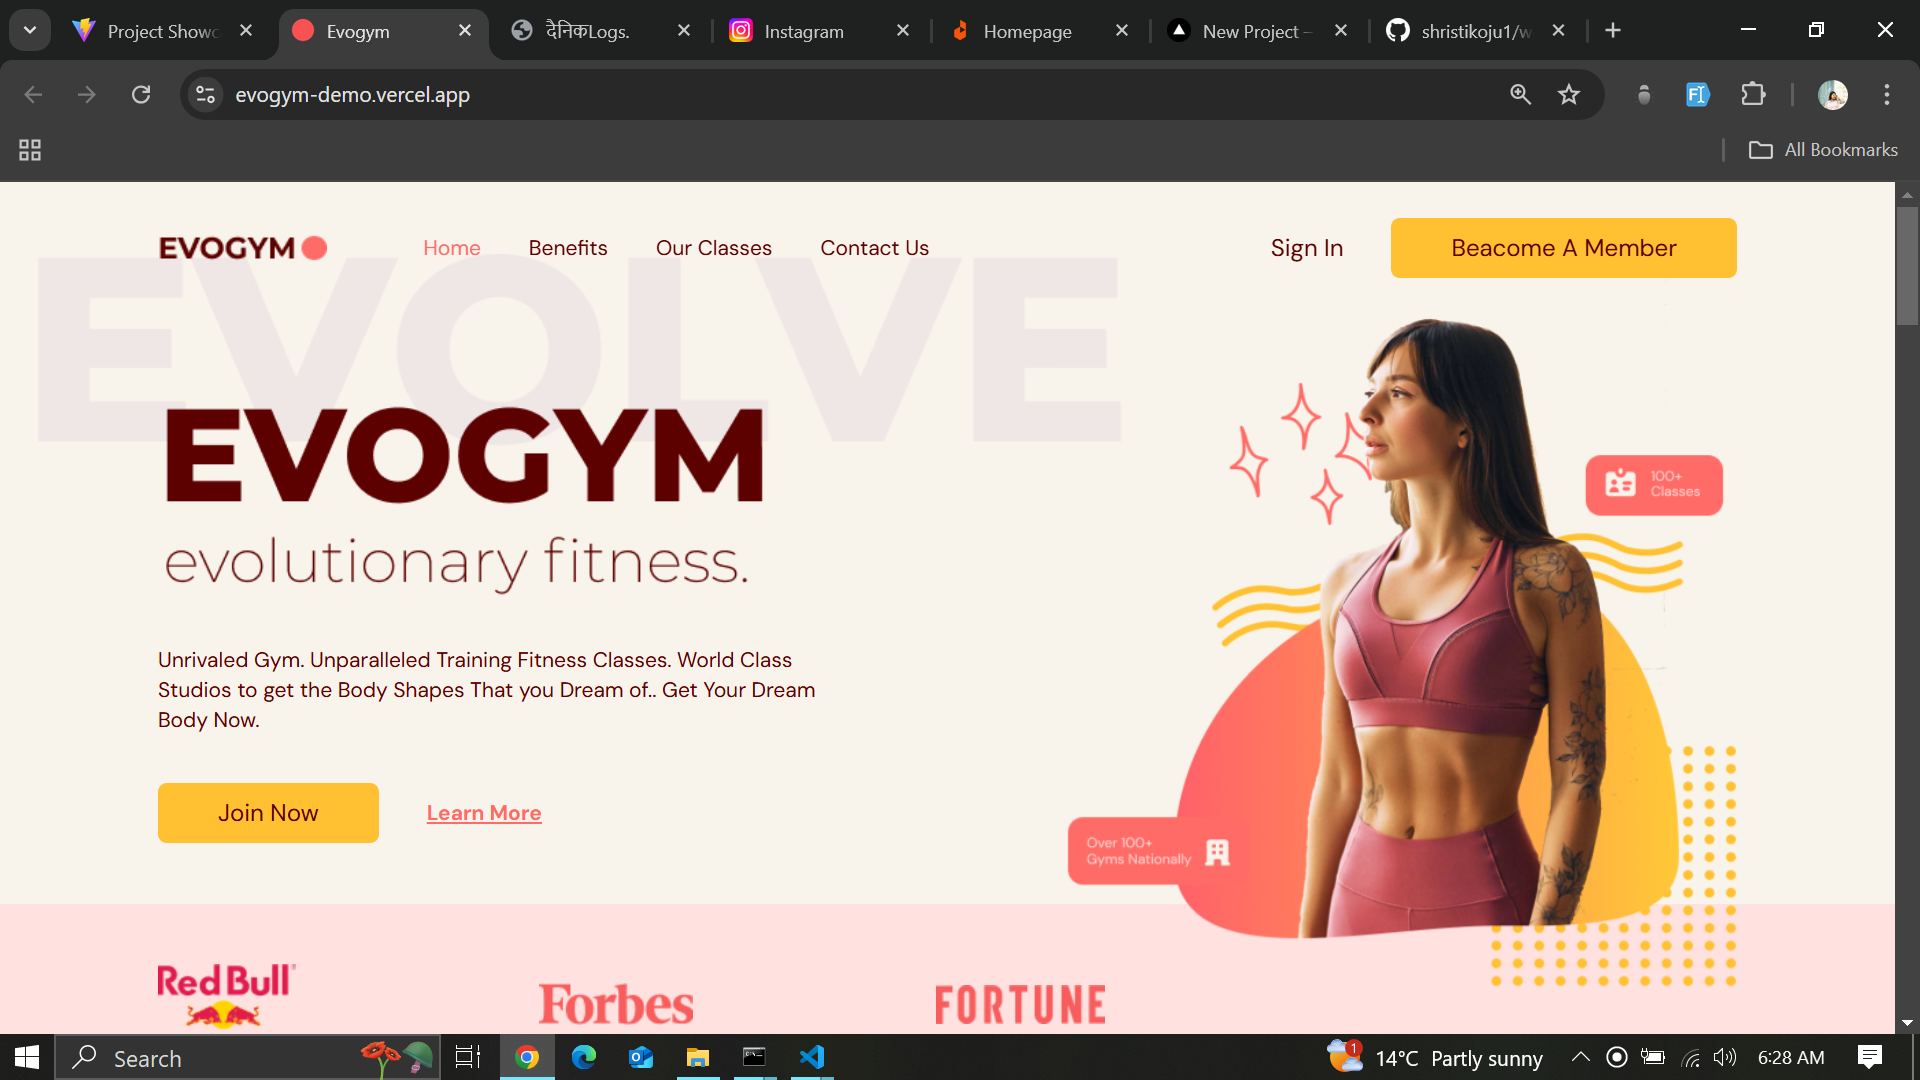 Project Showc
Evogym
दैनिकLogs.
Instagram
Homepage
New Project –
shristikoju1/w
evogym-demo.vercel.app
All Bookmarks
EVOGYM
Home
Benefits
Our Classes
Contact Us
Sign In
Beacome A Member
EVOLVE
EVOGYM
evolutionary fitness.
100+
Classes
Unrivaled Gym. Unparalleled Training Fitness Classes. World Class
Studios to get the Body Shapes That you Dream of.. Get Your Dream
Body Now.
Join Now
Learn More
Over 100+
Gyms Nationally
Red Bull
Forbes
FORTUNE
Search
1
14°C Partly sunny
6:28 AM